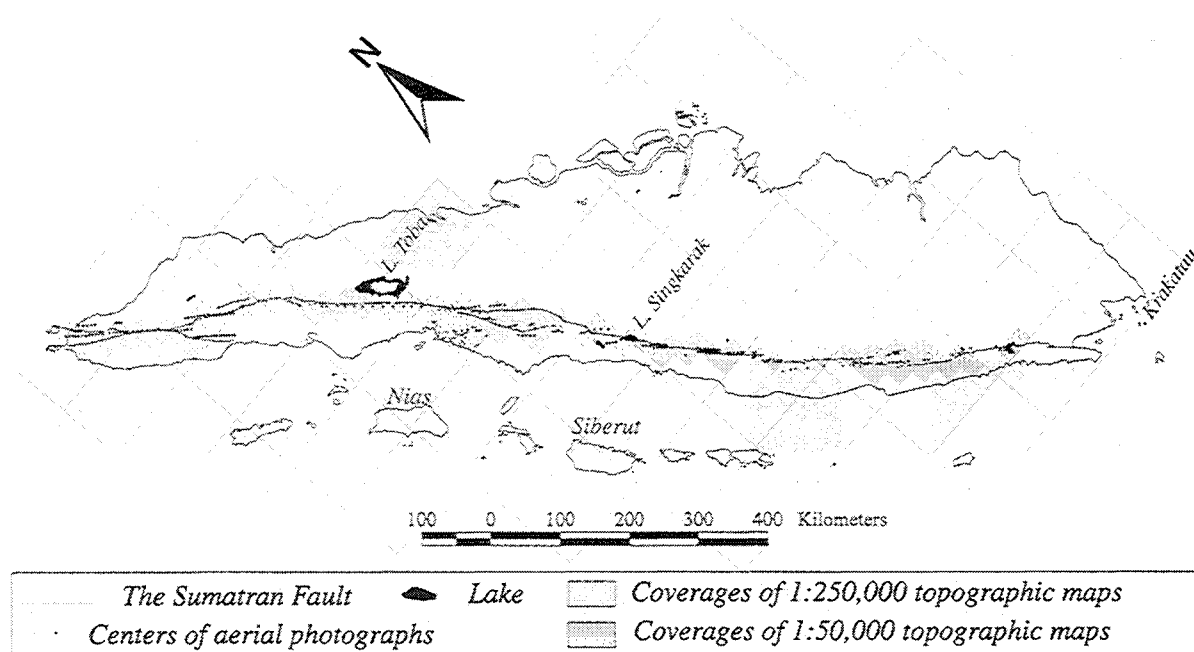 N
L. Toba
L. Singkarak
Krakatau
Nias
Siberut
100 0 100 200 300 400 Kilometers
The Sumatran Fault Lake Coverages of 1:250,000 topographic maps
Centers of aerial photographs Coverages of 1:50,000 topographic maps